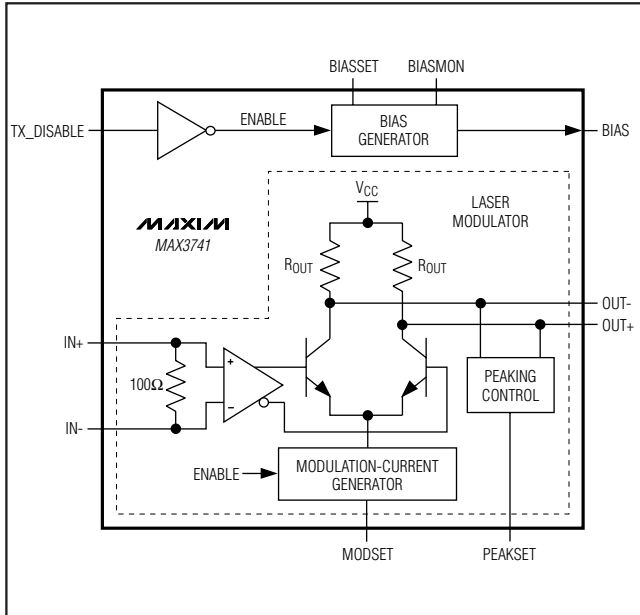 BIASSET BIASMON
TX_DISABLE
ENABLE
BIAS
GENERATOR
BIAS
VCC
LASER
MODULATOR
MAXIM
MAX3741
ROUT
ROUT
OUT-
OUT+
IN+
100Ω
+
−
IN-
PEAKING
CONTROL
ENABLE
MODULATION-CURRENT
GENERATOR
MODSET
PEAKSET